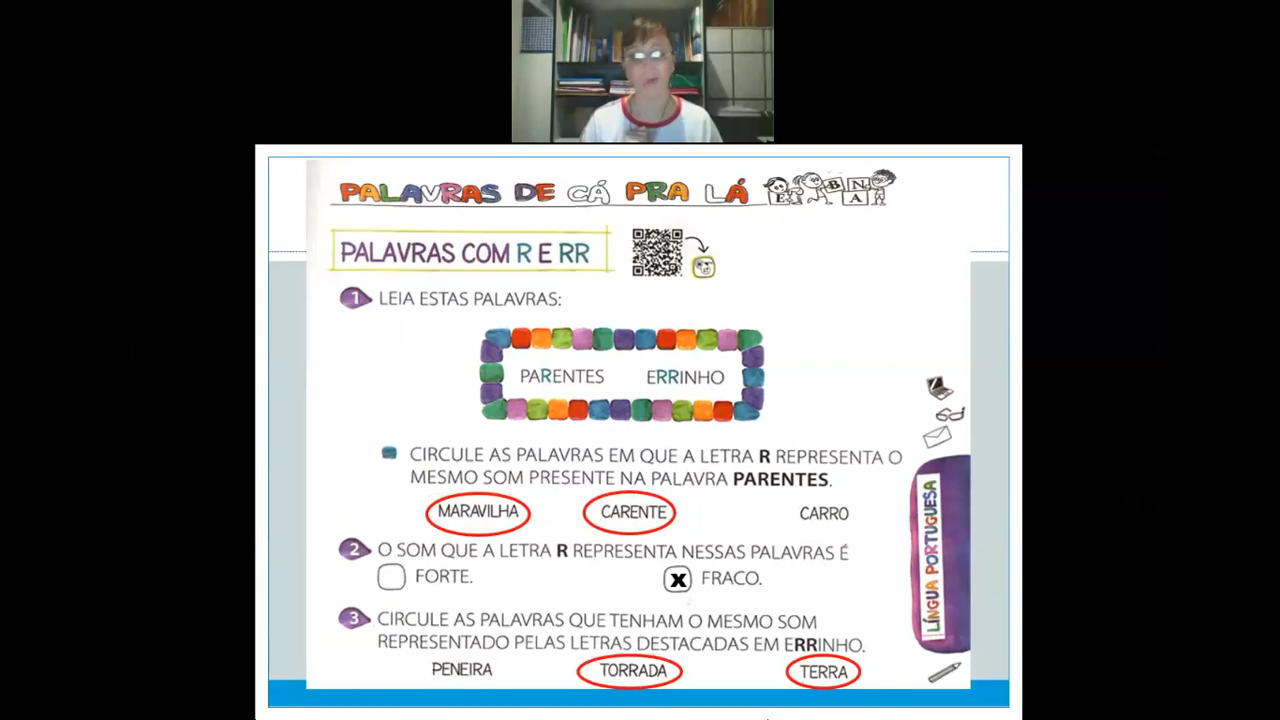 PALAVRAS DE CÁ PRA LÁ
E B N A
PALAVRAS COM R E RR
1 LEIA ESTAS PALAVRAS:
PARENTES ERRINHO
CIRCULE AS PALAVRAS EM QUE A LETRA R REPRESENTA O
MESMO SOM PRESENTE NA PALAVRA PARENTES.
MARAVILHA CARENTE CARRO
2 O SOM QUE A LETRA R REPRESENTA NESSAS PALAVRAS É
FORTE. X FRACO.
3 CIRCULE AS PALAVRAS QUE TENHAM O MESMO SOM
REPRESENTADO PELAS LETRAS DESTACADAS EM ERRINHO.
PENEIRA TORRADA TERRA
LÍNGUA PORTUGUESA